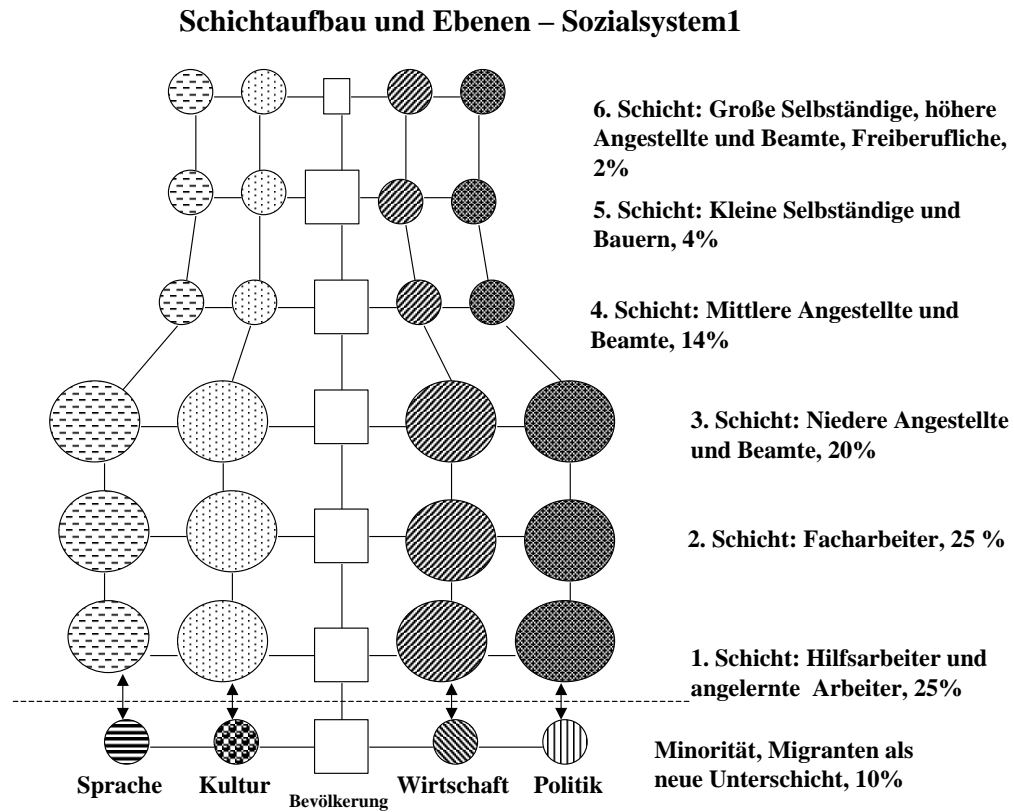 Schichtaufbau und Ebenen – Sozialsystem1
6. Schicht: Große Selbständige, höhere
Angestellte und Beamte, Freiberufliche,
2%
5. Schicht: Kleine Selbständige und
Bauern, 4%
4. Schicht: Mittlere Angestellte und
Beamte, 14%
3. Schicht: Niedere Angestellte
und Beamte, 20%
2. Schicht: Facharbeiter, 25 %
1. Schicht: Hilfsarbeiter und
angelernte Arbeiter, 25%
Minorität, Migranten als
neue Unterschicht, 10%
Sprache Kultur Bevölkerung Wirtschaft Politik